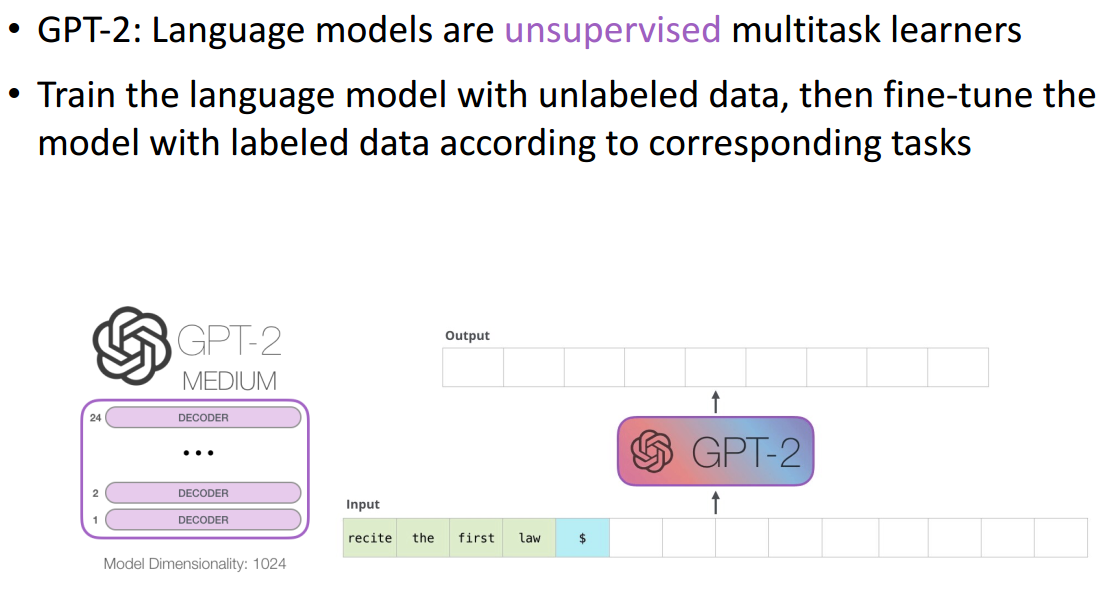 • GPT-2: Language models are unsupervised multitask learners
• Train the language model with unlabeled data, then fine-tune the
model with labeled data according to corresponding tasks
GPT-2
MEDIUM
24 DECODER
...
2 DECODER
1 DECODER
Model Dimensionality: 1024
Output
GPT-2
Input
recite the first law $